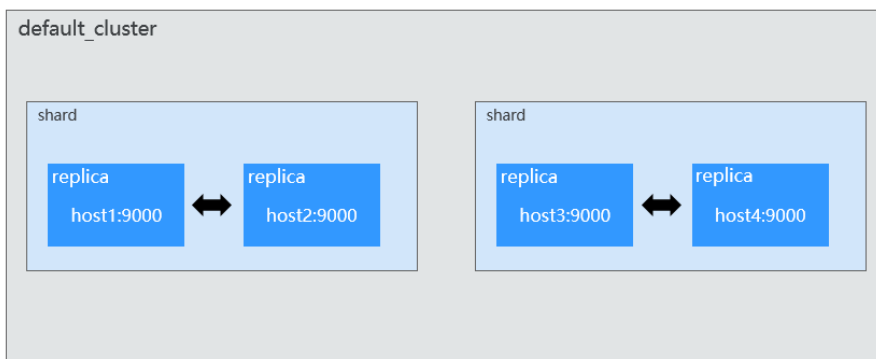 default_cluster
shard
replica
host1:9000
replica
host2:9000
shard
replica
host3:9000
replica
host4:9000